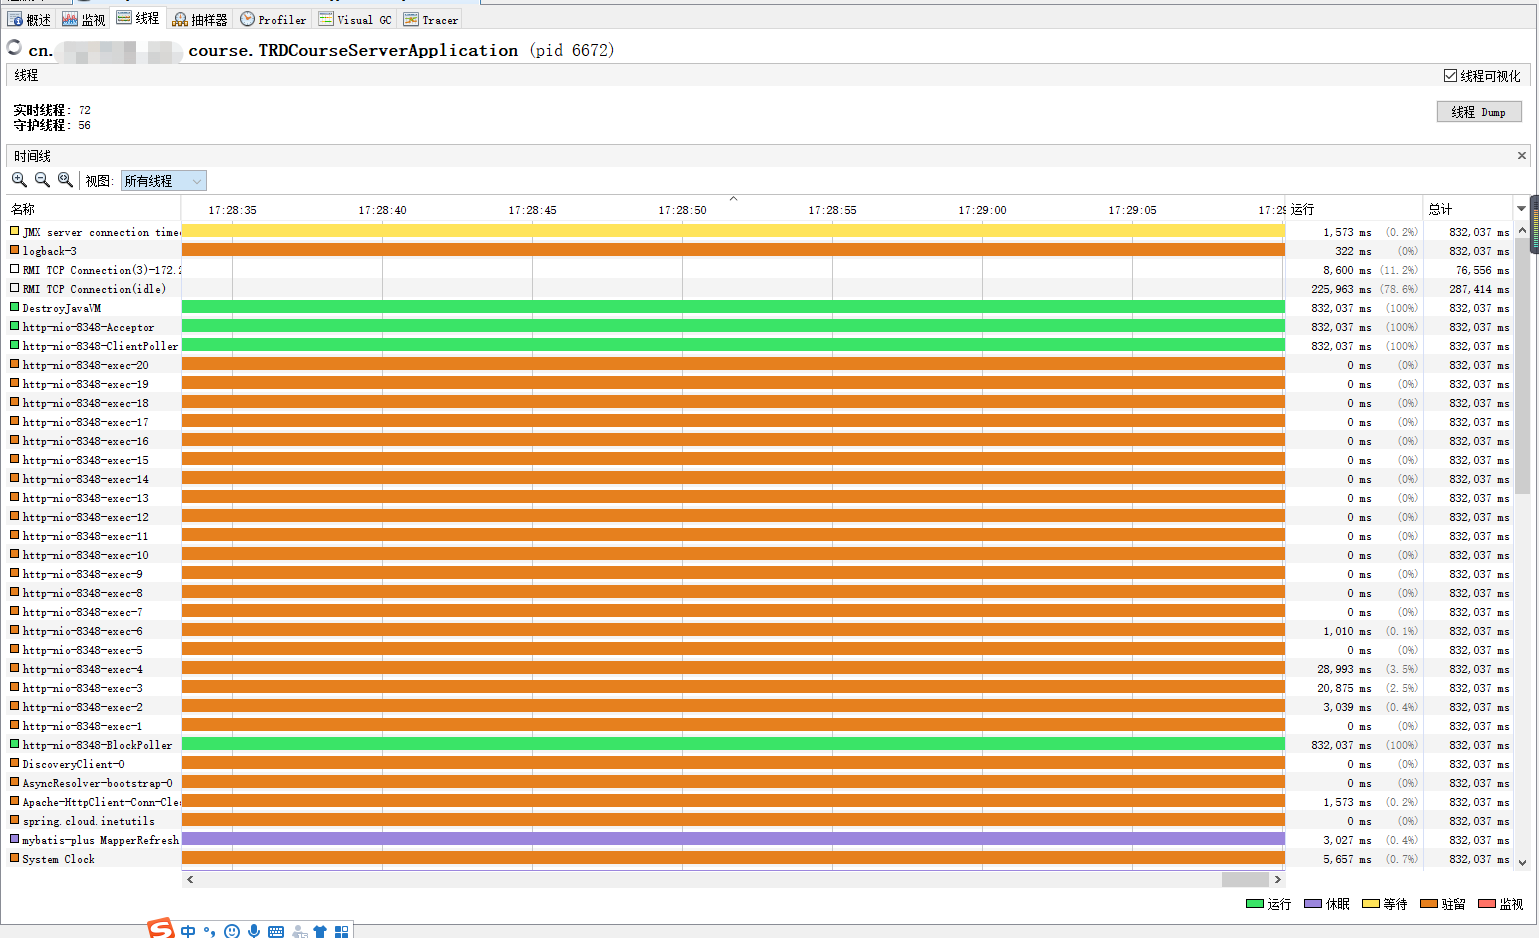 概述 监视 线程 抽样器 Profiler Visual GC Tracer
cn. course.TRDCourseServerApplication (pid 6672)
线程 线程可视化
实时线程: 72
守护线程: 56
线程 Dump
时间线
视图: 所有线程
名称 17:28:35 17:28:40 17:28:45 17:28:50 17:28:55 17:29:00 17:29:05 17:29 运行 总计
JMX server connection time 1,573 ms (0.2%) 832,037 ms
logback-3 322 ms (0%) 832,037 ms
RMI TCP Connection(3)-172.2 8,600 ms (11.2%) 76,556 ms
RMI TCP Connection(idle) 225,963 ms (78.6%) 287,414 ms
DestroyJavaVM 832,037 ms (100%) 832,037 ms
http-nio-8348-Acceptor 832,037 ms (100%) 832,037 ms
http-nio-8348-ClientPoller 832,037 ms (100%) 832,037 ms
http-nio-8348-exec-20 0 ms (0%) 832,037 ms
http-nio-8348-exec-19 0 ms (0%) 832,037 ms
http-nio-8348-exec-18 0 ms (0%) 832,037 ms
http-nio-8348-exec-17 0 ms (0%) 832,037 ms
http-nio-8348-exec-16 0 ms (0%) 832,037 ms
http-nio-8348-exec-15 0 ms (0%) 832,037 ms
http-nio-8348-exec-14 0 ms (0%) 832,037 ms
http-nio-8348-exec-13 0 ms (0%) 832,037 ms
http-nio-8348-exec-12 0 ms (0%) 832,037 ms
http-nio-8348-exec-11 0 ms (0%) 832,037 ms
http-nio-8348-exec-10 0 ms (0%) 832,037 ms
http-nio-8348-exec-9 0 ms (0%) 832,037 ms
http-nio-8348-exec-8 0 ms (0%) 832,037 ms
http-nio-8348-exec-7 0 ms (0%) 832,037 ms
http-nio-8348-exec-6 1,010 ms (0.1%) 832,037 ms
http-nio-8348-exec-5 0 ms (0%) 832,037 ms
http-nio-8348-exec-4 28,993 ms (3.5%) 832,037 ms
http-nio-8348-exec-3 20,875 ms (2.5%) 832,037 ms
http-nio-8348-exec-2 3,039 ms (0.4%) 832,037 ms
http-nio-8348-exec-1 0 ms (0%) 832,037 ms
http-nio-8348-BlockPoller 832,037 ms (100%) 832,037 ms
DiscoveryClient-0 0 ms (0%) 832,037 ms
AsyncResolver-bootstrap-0 0 ms (0%) 832,037 ms
Apache-HttpClient-Conn-Cle 1,573 ms (0.2%) 832,037 ms
spring.cloud.inetutils 0 ms (0%) 832,037 ms
mybatis-plus MapperRefresh 3,027 ms (0.4%) 832,037 ms
System Clock 5,657 ms (0.7%) 832,037 ms
运行 休眠 等待 驻留 监视
中